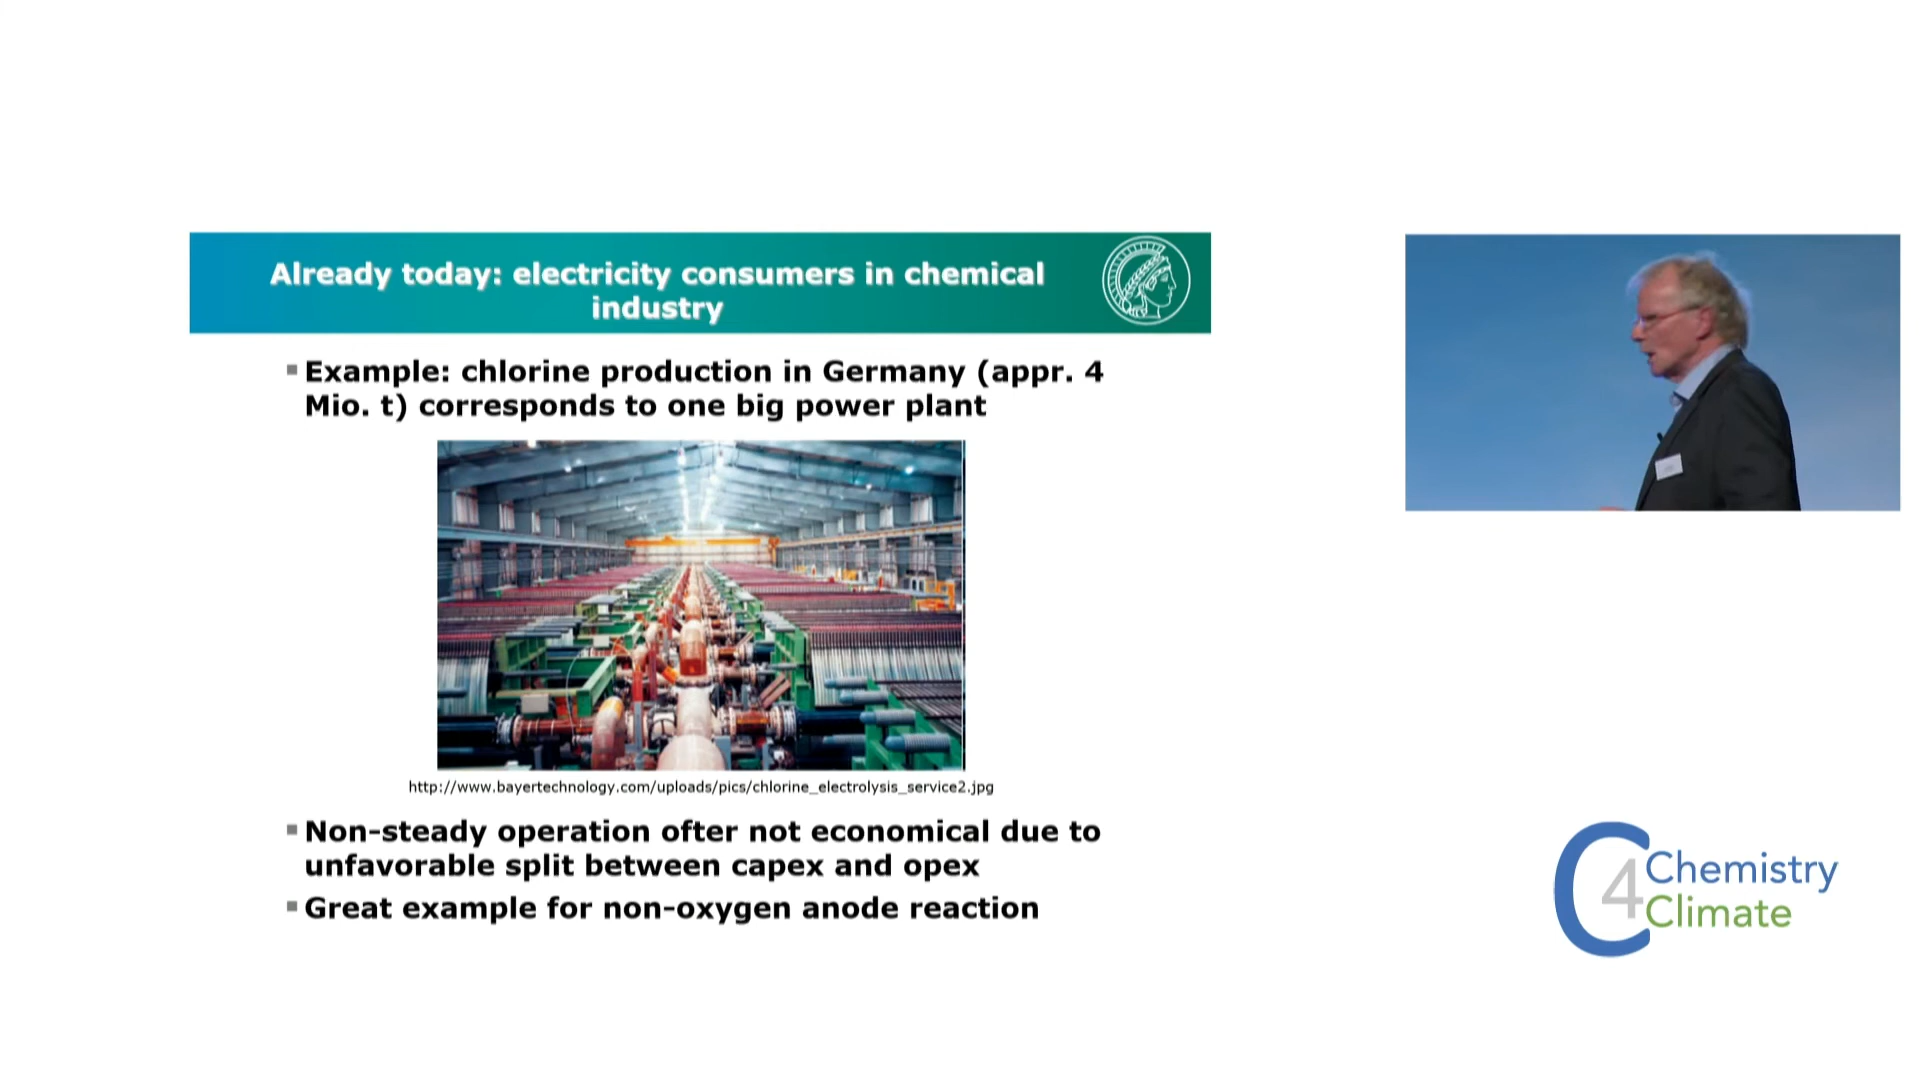 Already today: electricity consumers in chemical
industry
Example: chlorine production in Germany (appr. 4
Mio. t) corresponds to one big power plant
http://www.bayertechnology.com/uploads/pics/chlorine_electrolysis_service2.jpg
Non-steady operation ofter not economical due to
unfavorable split between capex and opex
Great example for non-oxygen anode reaction
C4 Chemistry
Climate